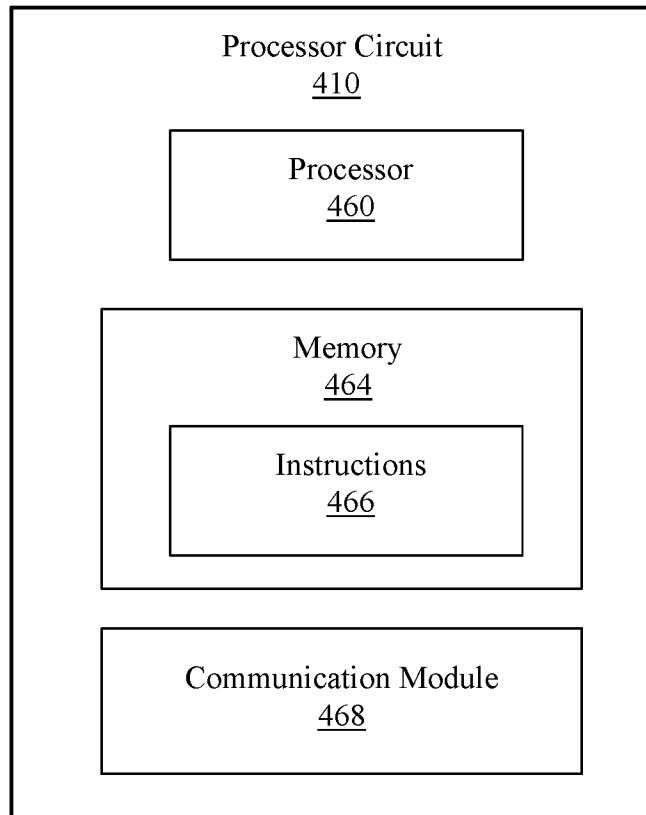 Processor Circuit
410
Processor
460
Memory
464
Instructions
466
Communication Module
468